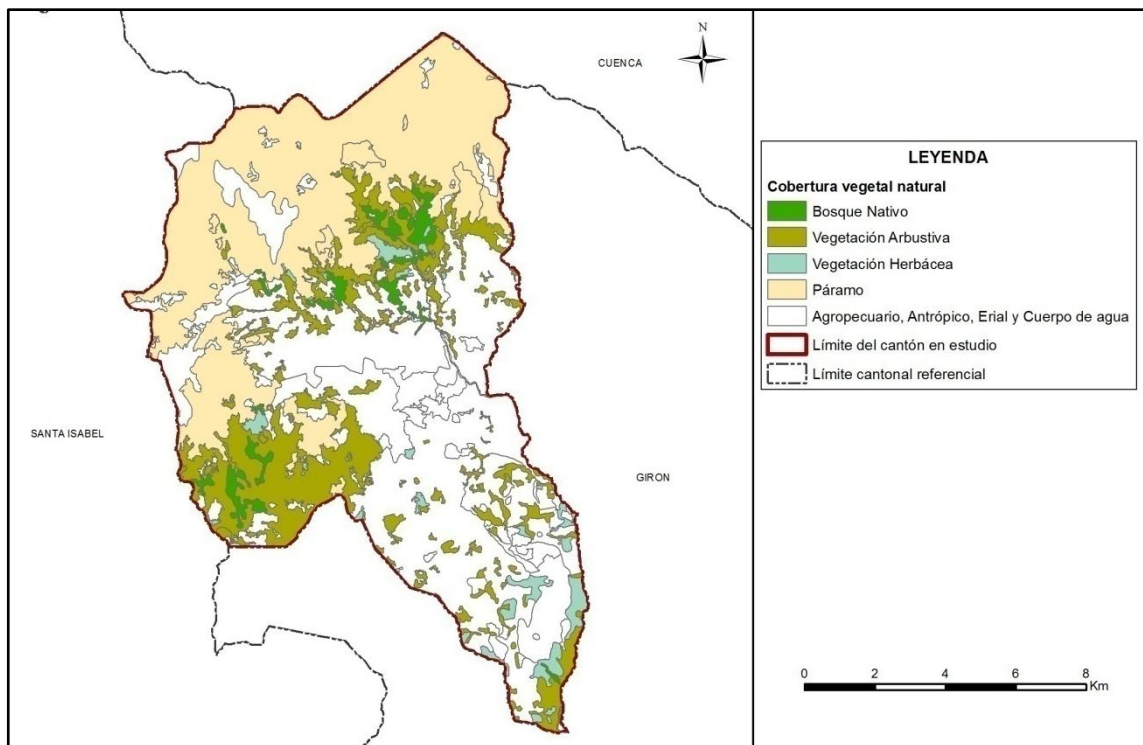 N
CUENCA
SANTA ISABEL
GIRON
LEYENDA
Cobertura vegetal natural
Bosque Nativo
Vegetación Arbustiva
Vegetación Herbácea
Páramo
Agropecuario, Antrópico, Erial y Cuerpo de agua
Límite del cantón en estudio
Límite cantonal referencial
0 2 4 6 8
Km